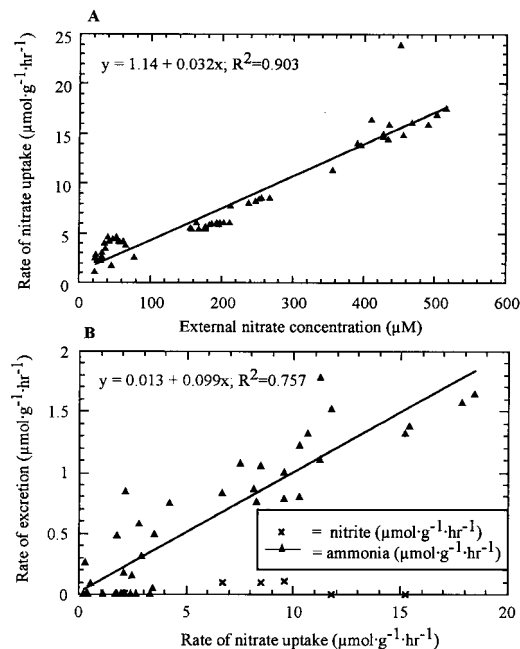 A
25
20
15
10
5
0
y = 1.14 + 0.032x; R²=0.903
Rate of nitrate uptake (µmol·g⁻¹·hr⁻¹)
0 100 200 300 400 500 600
External nitrate concentration (µM)
B
2
1.5
1
0.5
0
y = 0.013 + 0.099x; R²=0.757
Rate of excretion (µmol·g⁻¹·hr⁻¹)
= nitrite (µmol·g⁻¹·hr⁻¹)
= ammonia (µmol·g⁻¹·hr⁻¹)
0 5 10 15 20
Rate of nitrate uptake (µmol·g⁻¹·hr⁻¹)